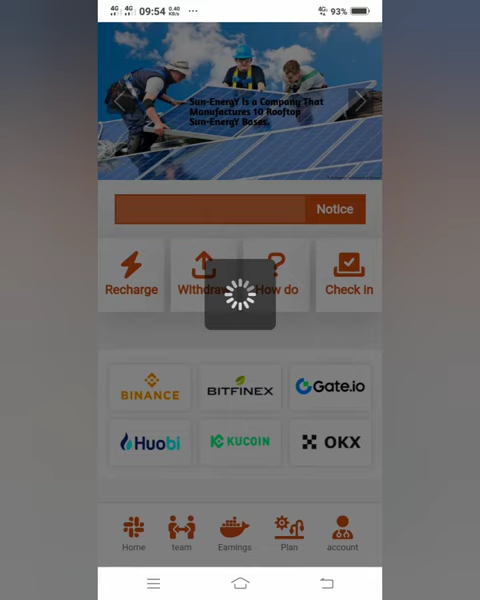 4G 4G 09:54 0.40 KB/s ... 4G 93%
Sun-EnergY Is a Company That
Manufactures 10 Rooftop
Sun-EnergY Bases.
Notice
Recharge
Withdraw
How do
Check in
BINANCE
BITFINEX
Gate.io
Huobi
KUCOIN
OKX
Home
team
Earnings
Plan
account